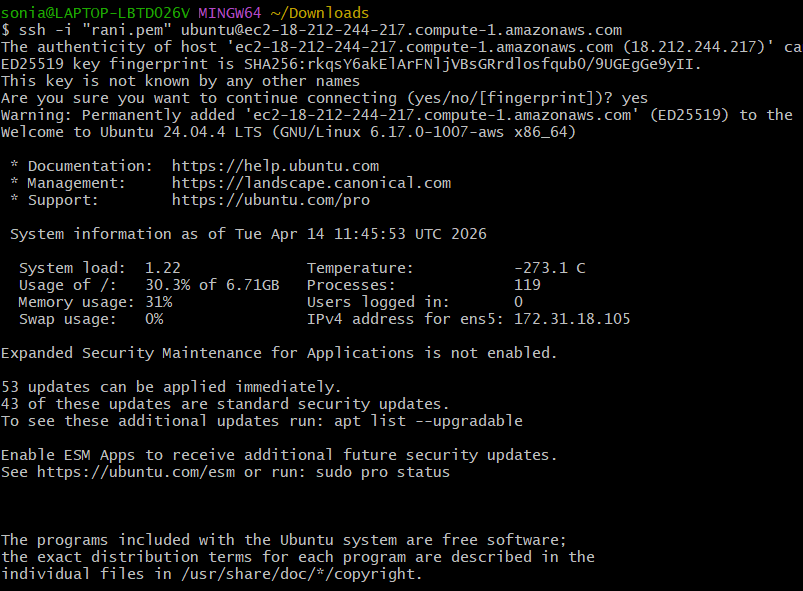 sonia@LAPTOP-LBTD026V MINGW64 ~/Downloads
$ ssh -i "rani.pem" ubuntu@ec2-18-212-244-217.compute-1.amazonaws.com
The authenticity of host 'ec2-18-212-244-217.compute-1.amazonaws.com (18.212.244.217)' ca
ED25519 key fingerprint is SHA256:rkqsY6akElArFNljVBsGRrdlosfqubO/9UGEgGe9yII.
This key is not known by any other names
Are you sure you want to continue connecting (yes/no/[fingerprint])? yes
Warning: Permanently added 'ec2-18-212-244-217.compute-1.amazonaws.com' (ED25519) to the
Welcome to Ubuntu 24.04.4 LTS (GNU/Linux 6.17.0-1007-aws x86_64)

 * Documentation:  https://help.ubuntu.com
 * Management:     https://landscape.canonical.com
 * Support:        https://ubuntu.com/pro

 System information as of Tue Apr 14 11:45:53 UTC 2026

  System load:  1.22                Temperature:           -273.1 C
  Usage of /:   30.3% of 6.71GB   Processes:             119
  Memory usage: 31%                 Users logged in:       0
  Swap usage:   0%                  IPv4 address for ens5: 172.31.18.105

Expanded Security Maintenance for Applications is not enabled.

53 updates can be applied immediately.
43 of these updates are standard security updates.
To see these additional updates run: apt list --upgradable

Enable ESM Apps to receive additional future security updates.
See https://ubuntu.com/esm or run: sudo pro status

The programs included with the Ubuntu system are free software;
the exact distribution terms for each program are described in the
individual files in /usr/share/doc/*/copyright.